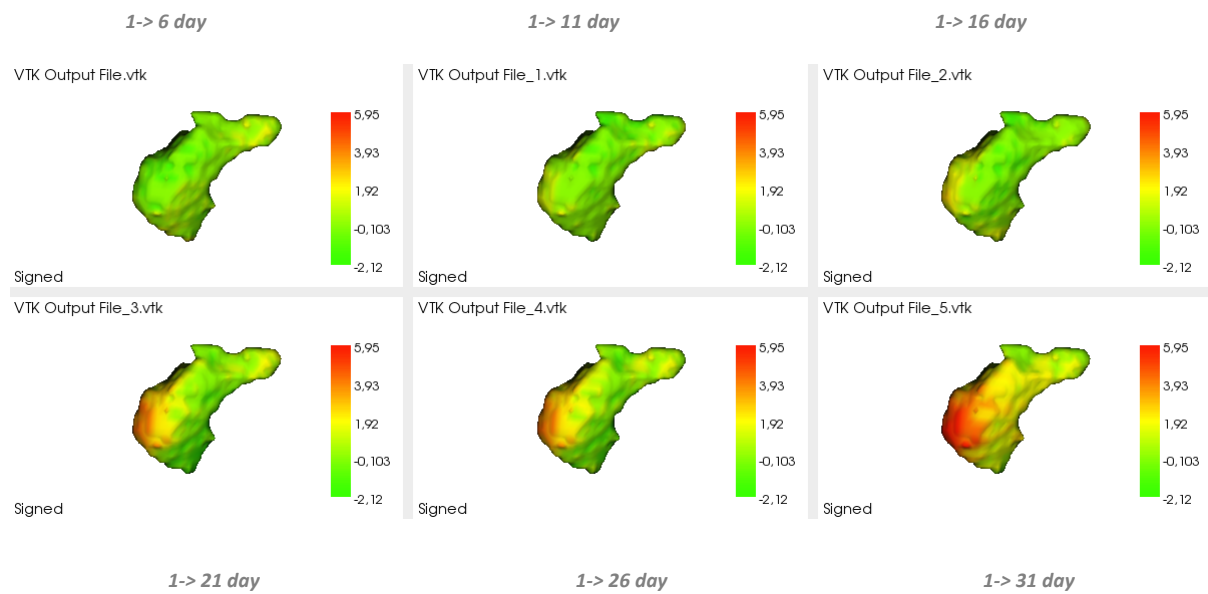 1-> 6 day
1-> 11 day
1-> 16 day
VTK Output File.vtk
5,95
3,93
1,92
-0,103
-2,12
Signed
VTK Output File_1.vtk
5,95
3,93
1,92
-0,103
-2,12
Signed
VTK Output File_2.vtk
5,95
3,93
1,92
-0,103
-2,12
Signed
VTK Output File_3.vtk
5,95
3,93
1,92
-0,103
-2,12
Signed
VTK Output File_4.vtk
5,95
3,93
1,92
-0,103
-2,12
Signed
VTK Output File_5.vtk
5,95
3,93
1,92
-0,103
-2,12
Signed
1-> 21 day
1-> 26 day
1-> 31 day